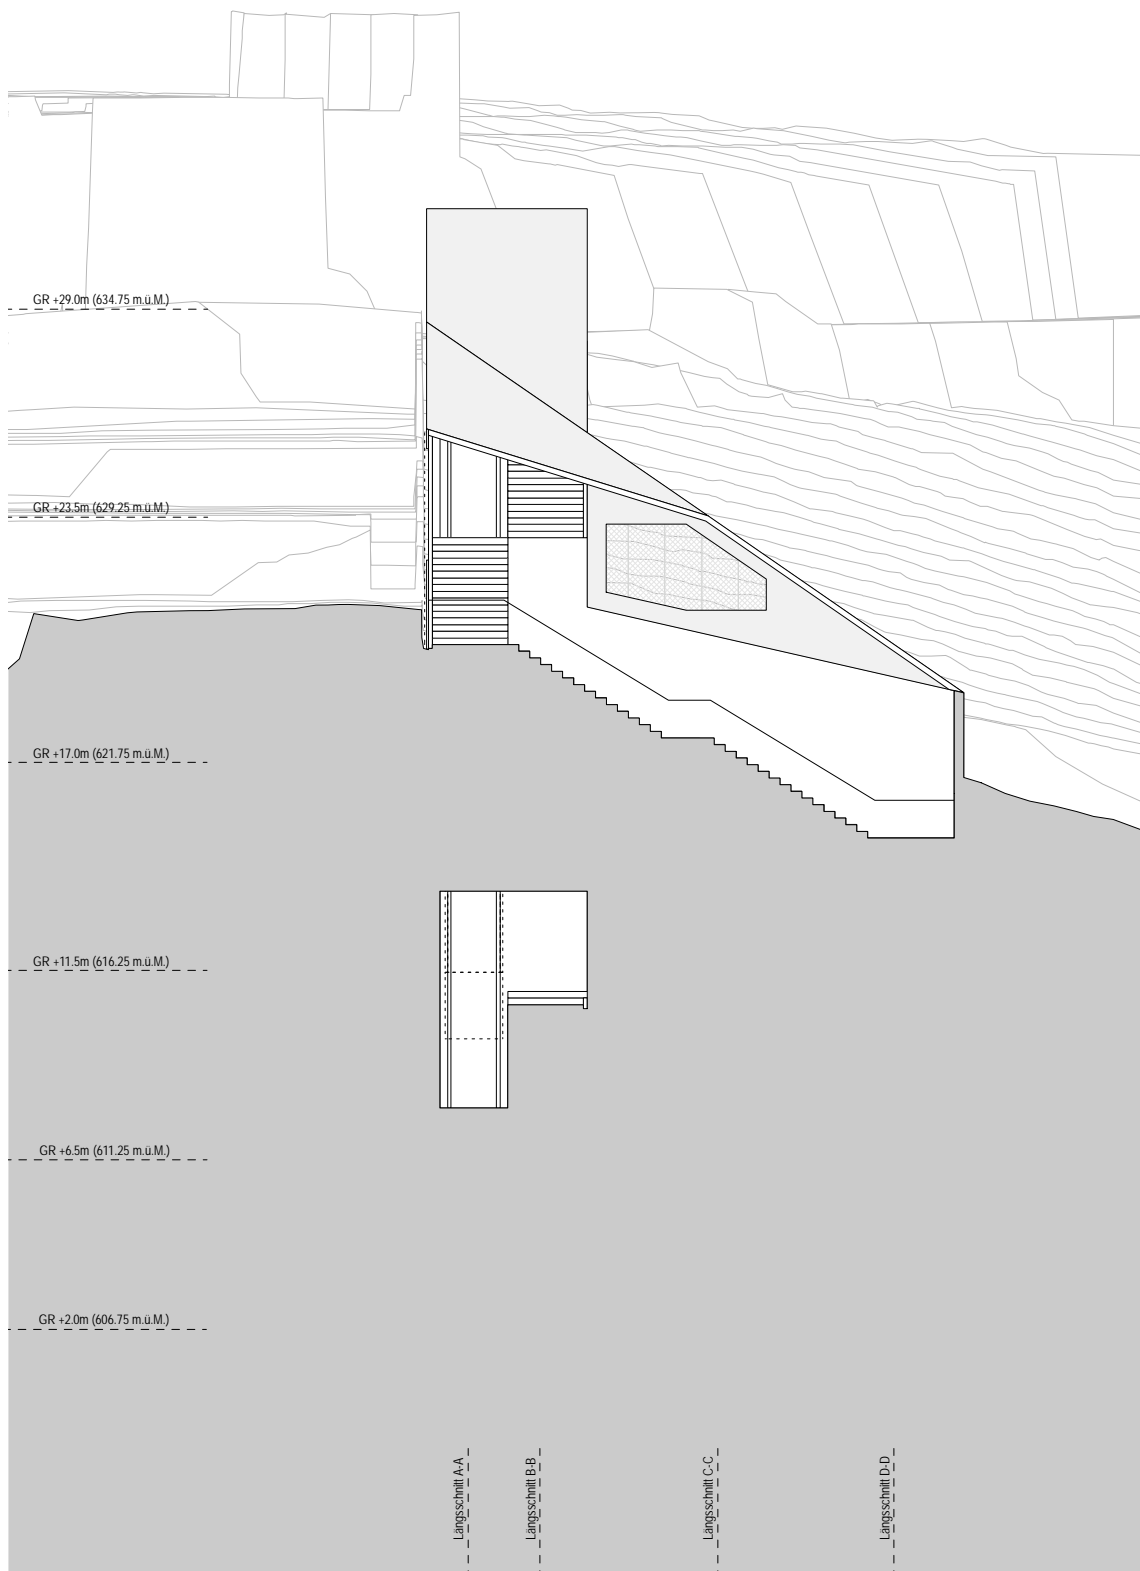 GR +29.0m (634.75 m.ü.M.)
GR +23.5m (629.25 m.ü.M.)
GR +17.0m (621.75 m.ü.M.)
GR +11.5m (616.25 m.ü.M.)
GR +6.5m (611.25 m.ü.M.)
GR +2.0m (606.75 m.ü.M.)
Längsschnitt A-A
Längsschnitt B-B
Längsschnitt C-C
Längsschnitt D-D